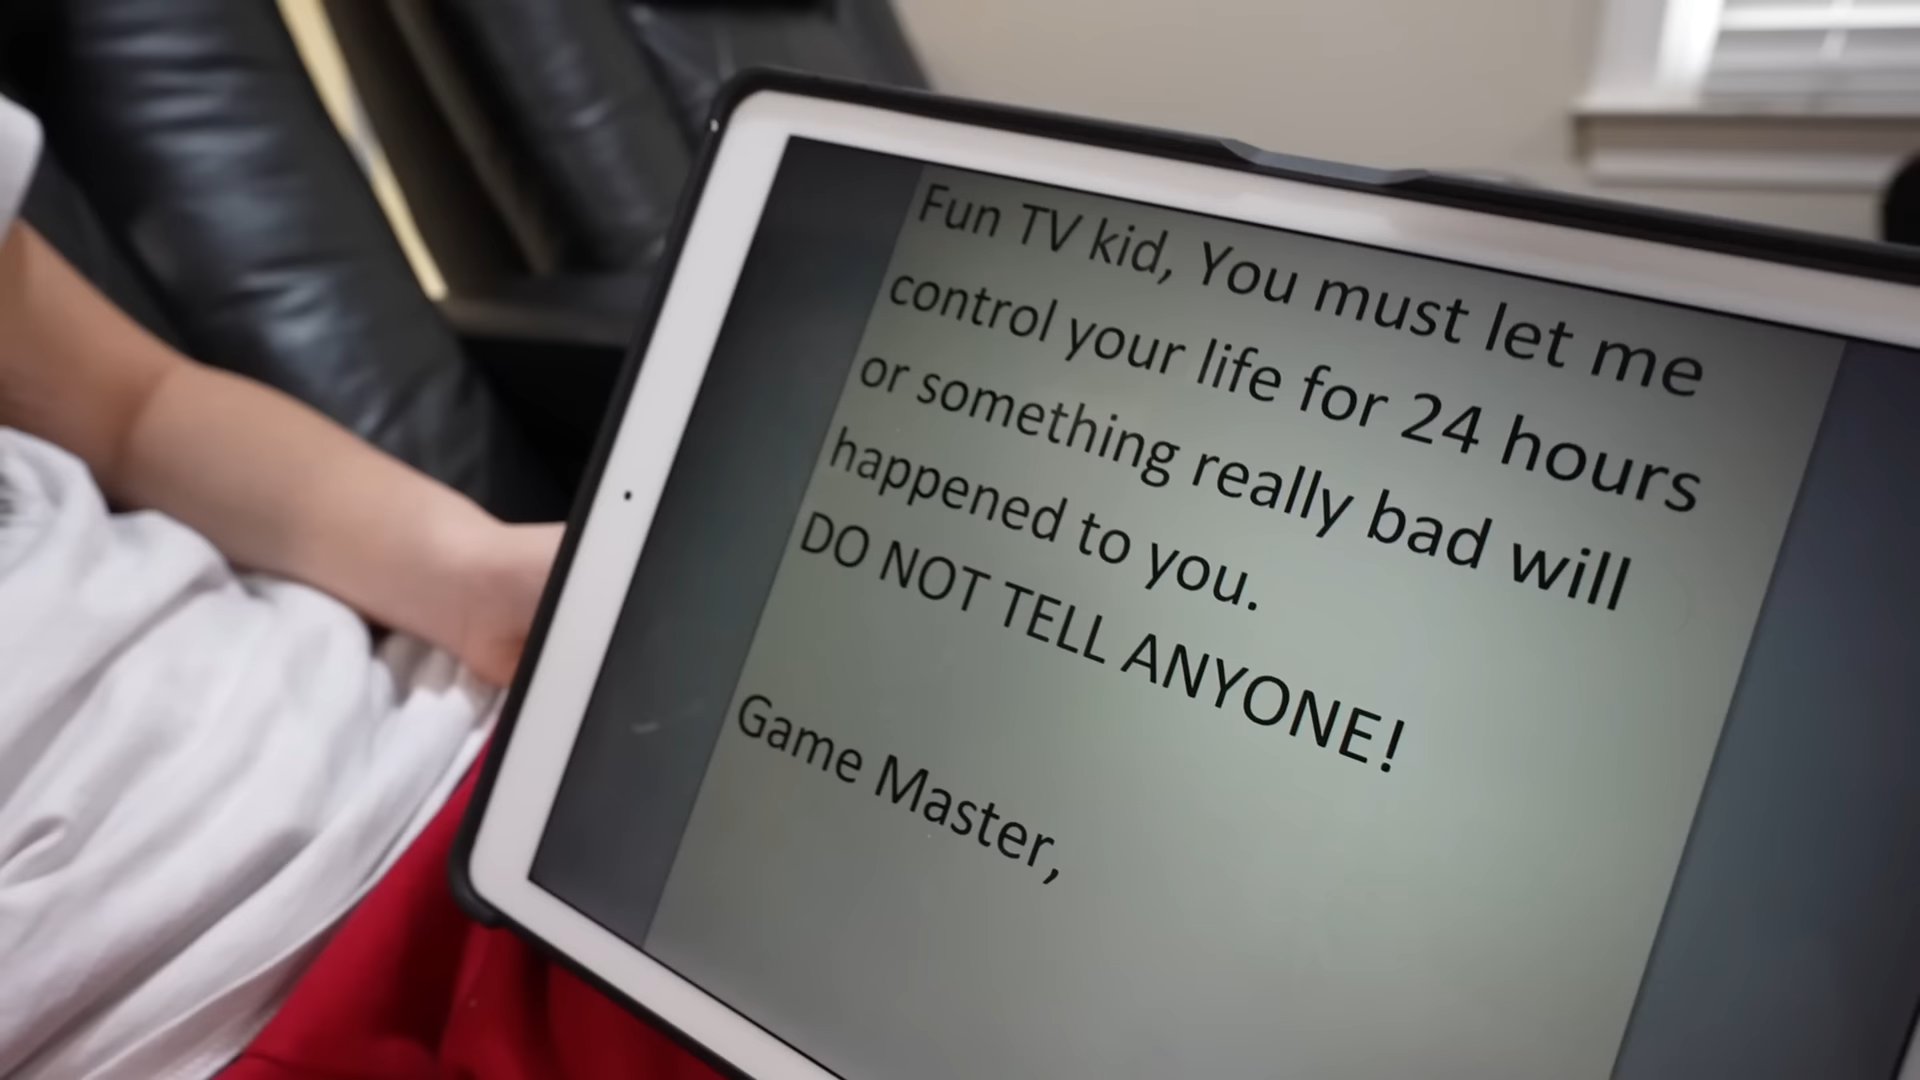 Fun TV kid, You must let me
control your life for 24 hours
or something really bad will
happened to you.
DO NOT TELL ANYONE!
Game Master,